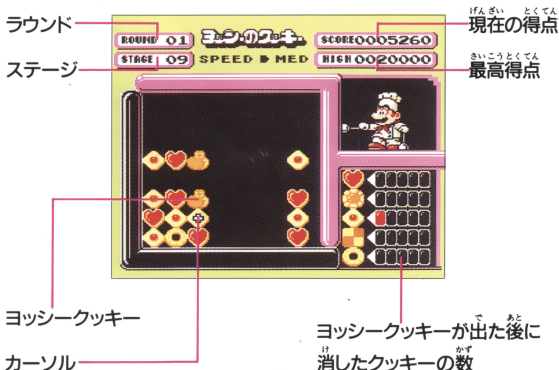 ラウンド
ステージ
げんざい とくてん
現在の得点
さいこうとくてん
最高得点
ROUND 01
ヨッシーのクッキー
SCORE0005260
STAGE 09
SPEED MED
HIGH 0020000
ヨッシークッキー
カーソル
で あと
ヨッシークッキーが出た後に
け かず
消したクッキーの数